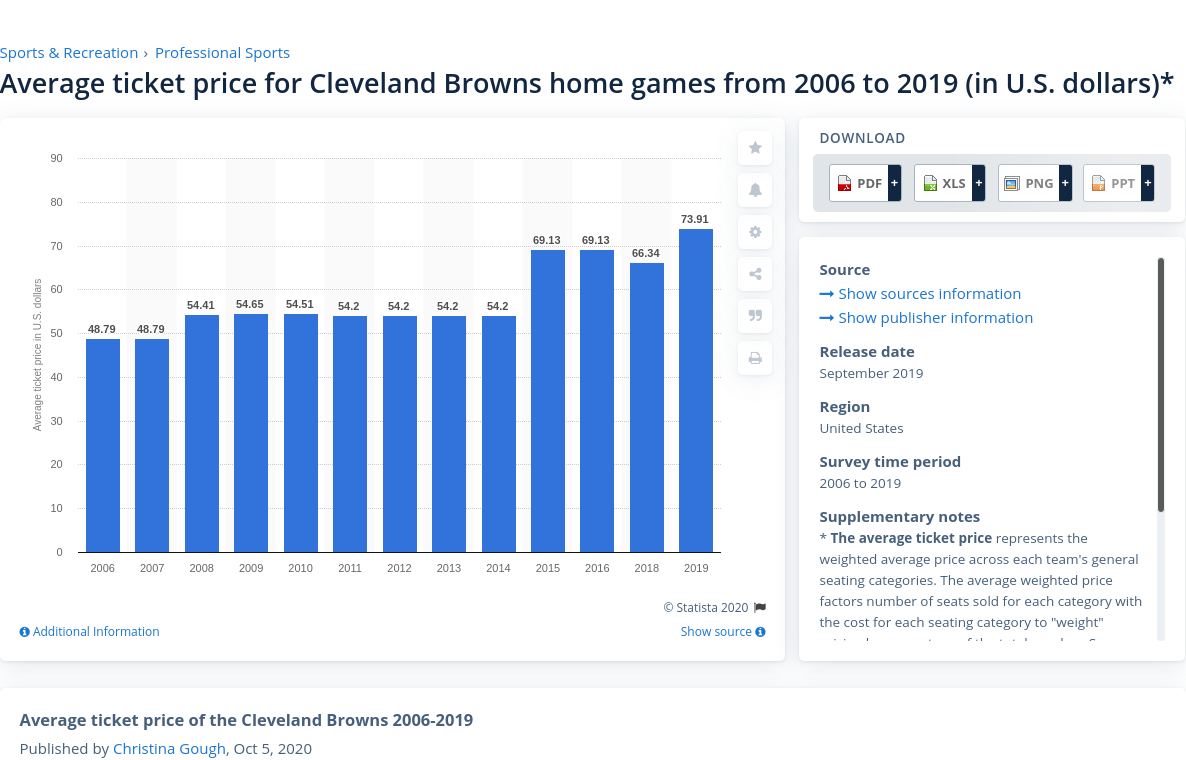 Sports & Recreation › Professional Sports
Average ticket price for Cleveland Browns home games from 2006 to 2019 (in U.S. dollars)*
Average ticket price in U.S. dollars
90
80
70
60
50
40
30
20
10
0
48.79
48.79
54.41
54.65
54.51
54.2
54.2
54.2
54.2
69.13
69.13
66.34
73.91
2006
2007
2008
2009
2010
2011
2012
2013
2014
2015
2016
2018
2019
© Statista 2020
Additional Information
Show source
DOWNLOAD
PDF +
XLS +
PNG +
PPT +
Source
Show sources information
Show publisher information
Release date
September 2019
Region
United States
Survey time period
2006 to 2019
Supplementary notes
* The average ticket price represents the
weighted average price across each team's general
seating categories. The average weighted price
factors number of seats sold for each category with
the cost for each seating category to "weight"
Average ticket price of the Cleveland Browns 2006-2019
Published by Christina Gough, Oct 5, 2020